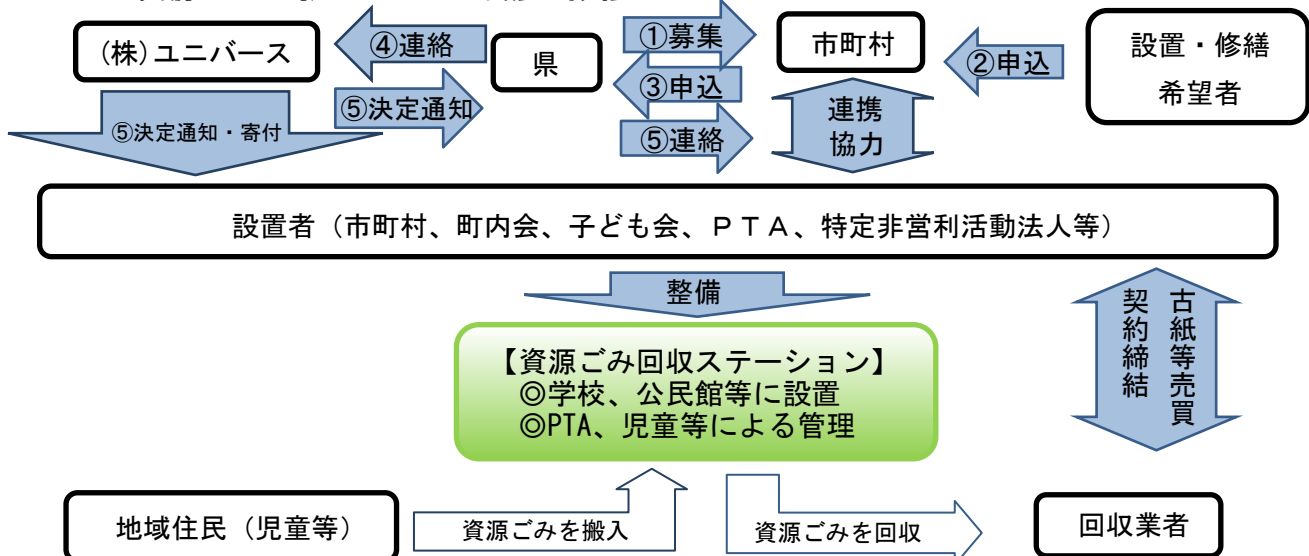 (株)ユニバース
④連絡
県
①募集
市町村
②申込
設置・修繕
希望者
③申込
⑤決定通知
⑤連絡
連携
協力
⑤決定通知・寄付
設置者（市町村、町内会、子ども会、ＰＴＡ、特定非営利活動法人等）
整備
【資源ごみ回収ステーション】
◎学校、公民館等に設置
◎PTA、児童等による管理
古紙等売買
契約締結
地域住民（児童等）
資源ごみを搬入
資源ごみを回収
回収業者